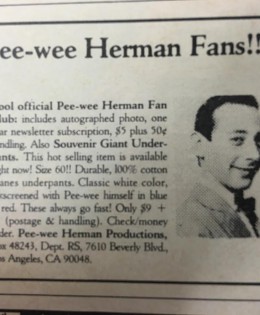 ee-wee Herman Fans!!
ool official Pee-wee Herman Fan
lub: includes autographed photo, one
ar newsletter subscription, $5 plus 50¢
ndling. Also Souvenir Giant Under-
nts. This hot selling item is available
ht now! Size 60!! Durable, 100% cotton
anes underpants. Classic white color,
kscreened with Pee-wee himself in blue
red. These always go fast! Only $9 +
(postage & handling). Check/money
der. Pee-wee Herman Productions,
x 48243, Dept. RS, 7610 Beverly Blvd.,
s Angeles, CA 90048.